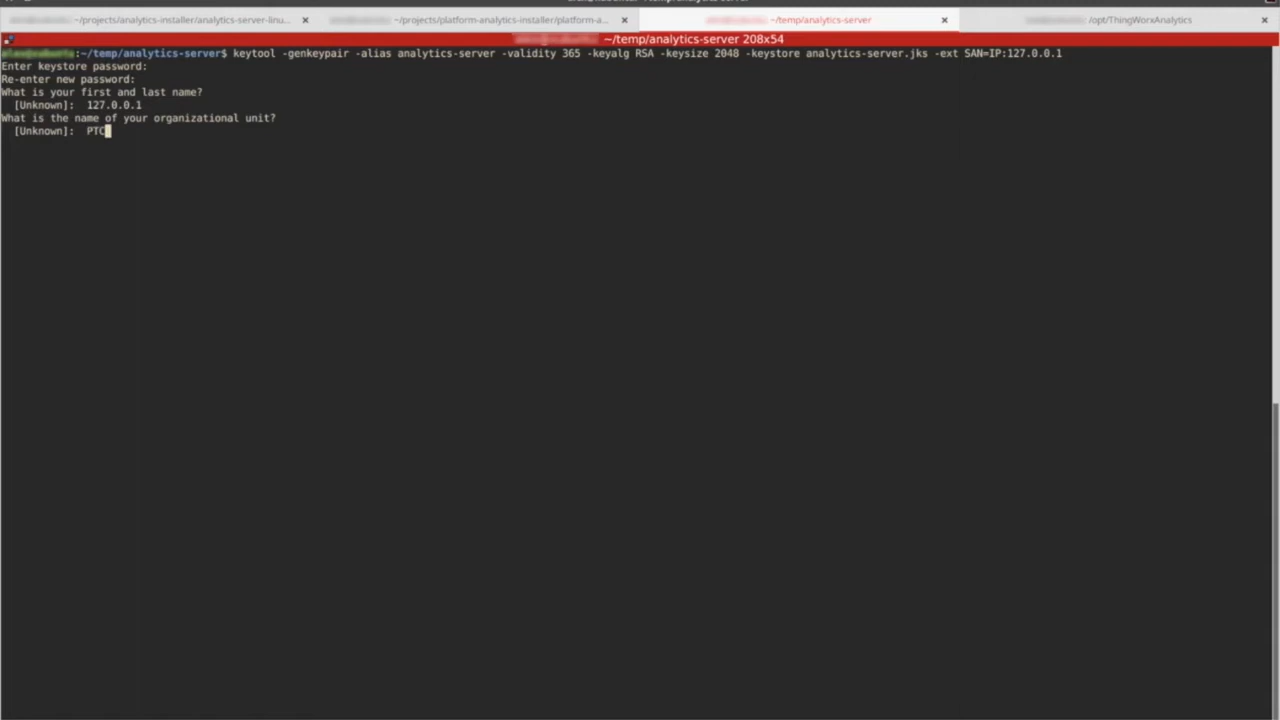 ~/projects/analytics-installer/analytics-server-linu... ~/projects/platform-analytics-installer/platform-a... ~/temp/analytics-server /opt/ThingWorxAnalytics
~/temp/analytics-server 208x54
:~/temp/analytics-server$ keytool -genkeypair -alias analytics-server -validity 365 -keyalg RSA -keysize 2048 -keystore analytics-server.jks -ext SAN=IP:127.0.0.1
Enter keystore password:
Re-enter new password:
What is your first and last name?
[Unknown]: 127.0.0.1
What is the name of your organizational unit?
[Unknown]: PTC